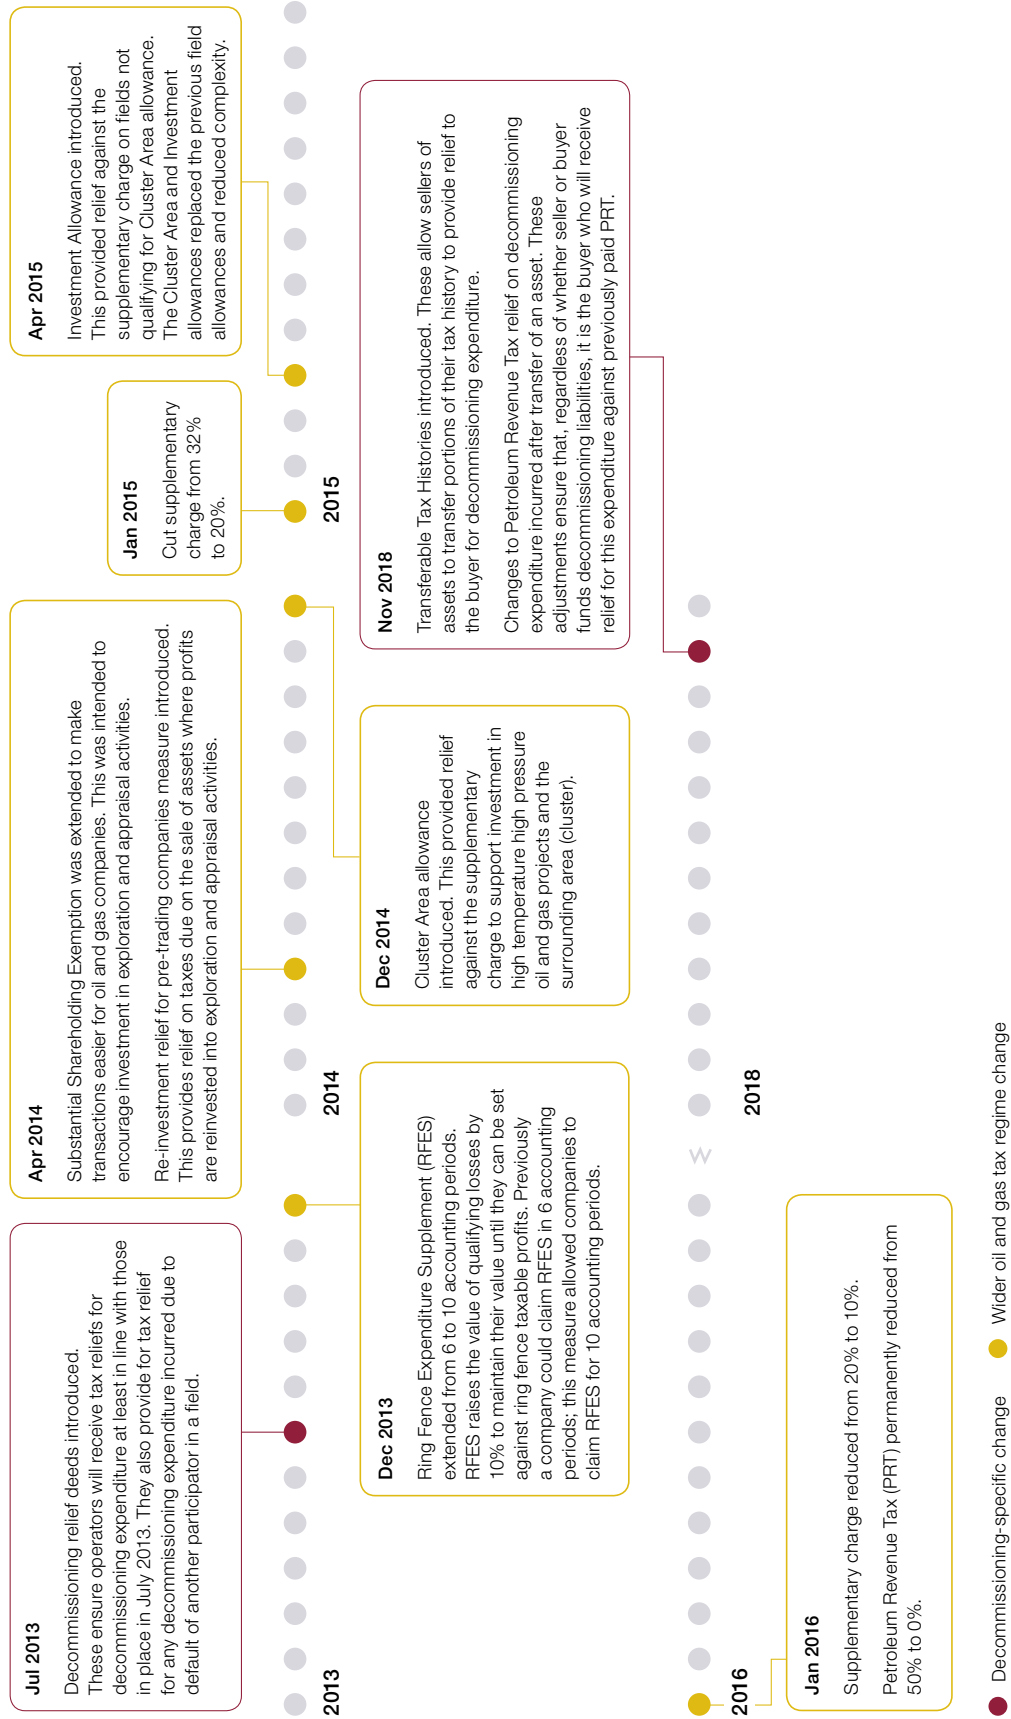 Jul 2013
Decommissioning relief deeds introduced.
These ensure operators will receive tax reliefs for
decommissioning expenditure at least in line with those
in place in July 2013. They also provide for tax relief
for any decommissioning expenditure incurred due to
default of another participator in a field.
Apr 2014
Substantial Shareholding Exemption was extended to make
transactions easier for oil and gas companies. This was intended to
encourage investment in exploration and appraisal activities.
Re-investment relief for pre-trading companies measure introduced.
This provides relief on taxes due on the sale of assets where profits
are reinvested into exploration and appraisal activities.
Jan 2015
Cut supplementary
charge from 32%
to 20%.
Apr 2015
Investment Allowance introduced.
This provided relief against the
supplementary charge on fields not
qualifying for Cluster Area allowance.
The Cluster Area and Investment
allowances replaced the previous field
allowances and reduced complexity.
2013
2014
2015
Dec 2013
Ring Fence Expenditure Supplement (RFES)
extended from 6 to 10 accounting periods.
RFES raises the value of qualifying losses by
10% to maintain their value until they can be set
against ring fence taxable profits. Previously
a company could claim RFES in 6 accounting
periods; this measure allowed companies to
claim RFES for 10 accounting periods.
Dec 2014
Cluster Area allowance
introduced. This provided relief
against the supplementary
charge to support investment in
high temperature high pressure
oil and gas projects and the
surrounding area (cluster).
Nov 2018
Transferable Tax Histories introduced. These allow sellers of
assets to transfer portions of their tax history to provide relief to
the buyer for decommissioning expenditure.
Changes to Petroleum Revenue Tax relief on decommissioning
expenditure incurred after transfer of an asset. These
adjustments ensure that, regardless of whether seller or buyer
funds decommissioning liabilities, it is the buyer who will receive
relief for this expenditure against previously paid PRT.
2016
2018
Jan 2016
Supplementary charge reduced from 20% to 10%.
Petroleum Revenue Tax (PRT) permanently reduced from
50% to 0%.
Decommissioning-specific change
Wider oil and gas tax regime change